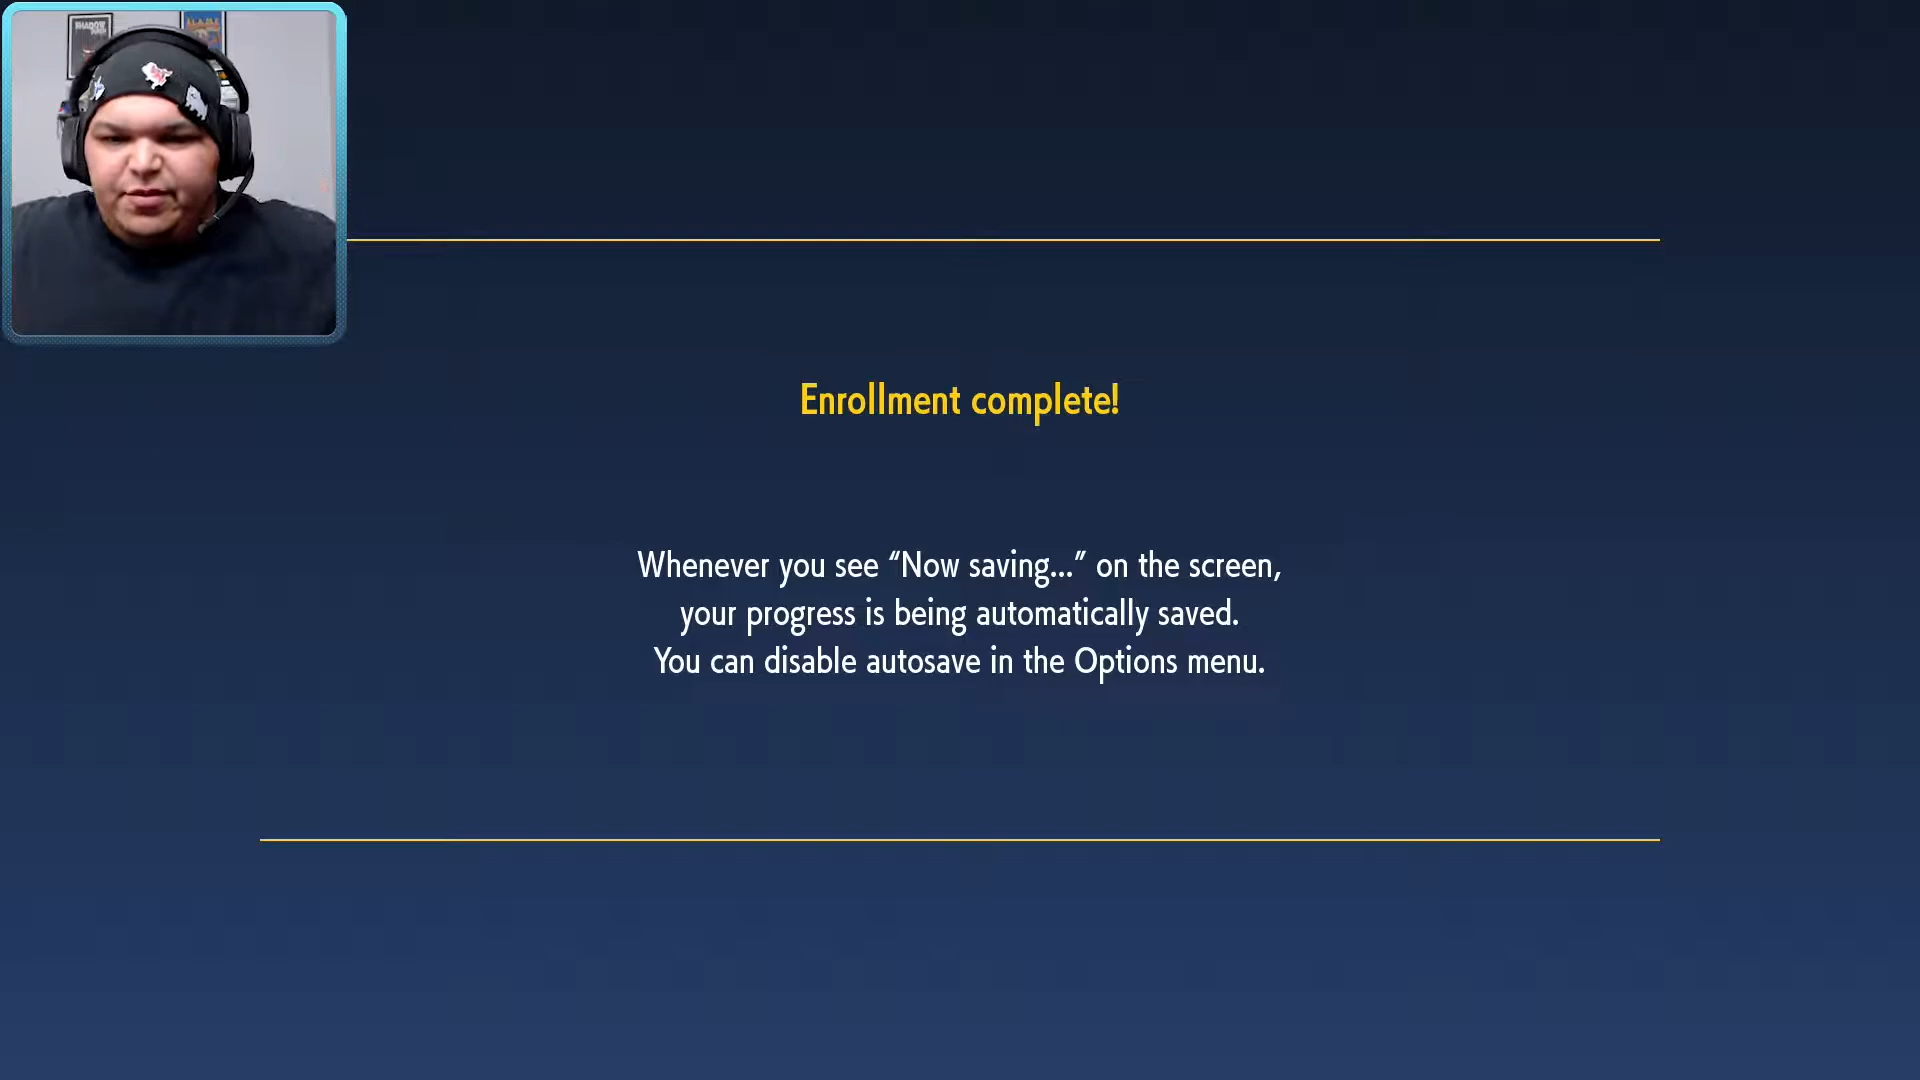 SHADOW
Enrollment complete!
Whenever you see “Now saving...” on the screen,
your progress is being automatically saved.
You can disable autosave in the Options menu.